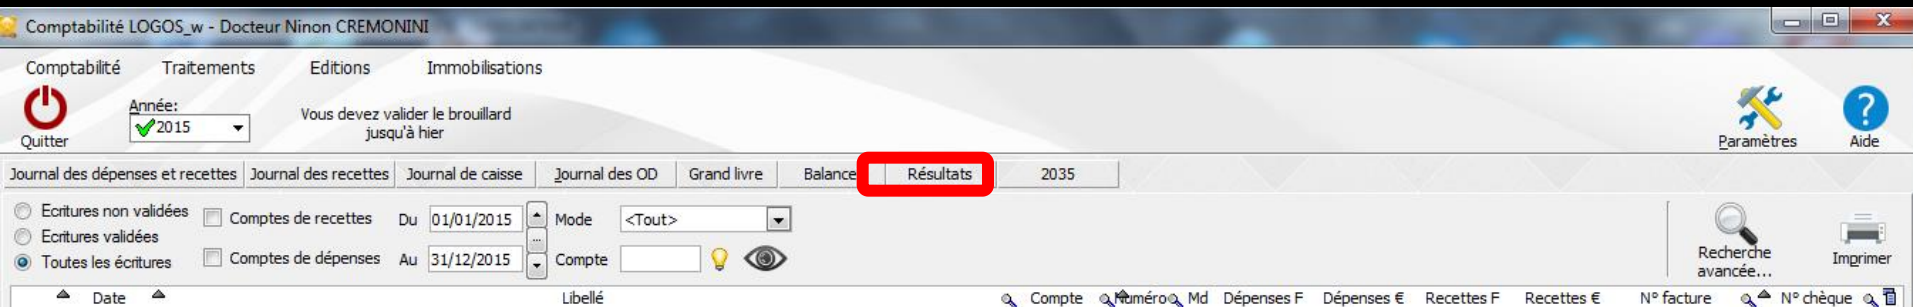 Comptabilité LOGOS_w - Docteur Ninon CREMONINI
Comptabilité Traitements Editions Immobilisations
Quitter
Année:
2015
Vous devez valider le brouillard
jusqu'à hier
Paramètres
Aide
Journal des dépenses et recettes Journal des recettes Journal de caisse Journal des OD Grand livre Balance Résultats 2035
Ecritures non validées
Ecritures validées
Toutes les écritures
Comptes de recettes
Comptes de dépenses
Du 01/01/2015
Au 31/12/2015
Mode <Tout>
Compte
Recherche
avancée...
Imprimer
Date Libellé Compte Numéro Md Dépenses F Dépenses € Recettes F Recettes € N° facture N° chèque